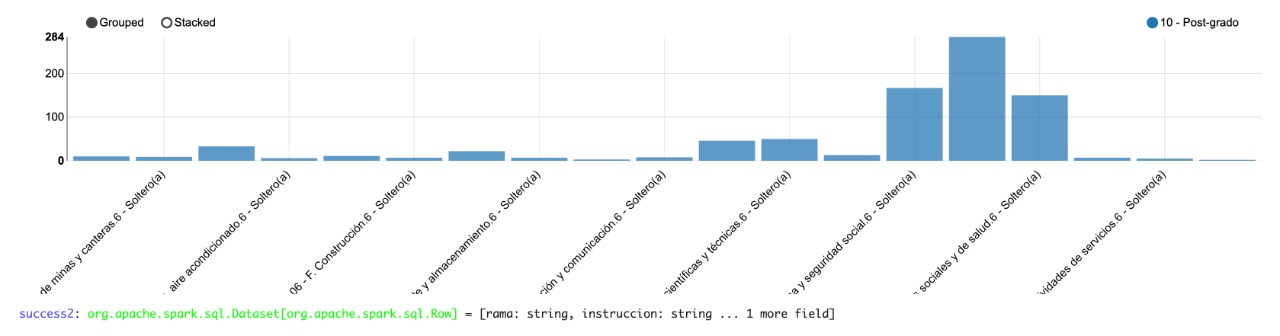 Grouped Stacked 10 - Post-grado
284
200
100
0
de minas y canteras.6 - Soltero(a)
aire acondicionado.6 - Soltero(a)
06 - F. Construcción.6 - Soltero(a)
y almacenamiento.6 - Soltero(a)
ción y comunicación.6 - Soltero(a)
científicas y técnicas.6 - Soltero(a)
a y seguridad social.6 - Soltero(a)
sociales y de salud.6 - Soltero(a)
ividades de servicios.6 - Soltero(a)
success2: org.apache.spark.sql.Dataset[org.apache.spark.sql.Row] = [rama: string, instruccion: string ... 1 more field]